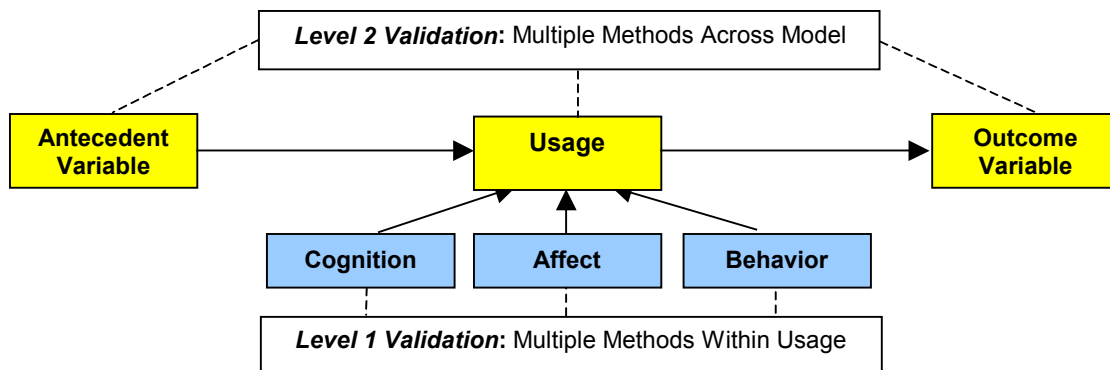 Level 2 Validation: Multiple Methods Across Model
Antecedent
Variable
Usage
Outcome
Variable
Cognition
Affect
Behavior
Level 1 Validation: Multiple Methods Within Usage